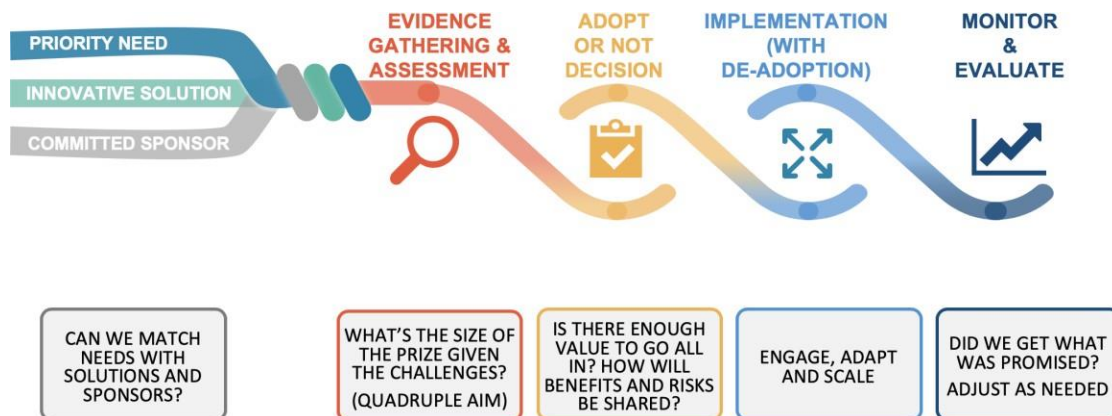 PRIORITY NEED
INNOVATIVE SOLUTION
COMMITTED SPONSOR
EVIDENCE
GATHERING &
ASSESSMENT
ADOPT
OR NOT
DECISION
IMPLEMENTATION
(WITH
DE-ADOPTION)
MONITOR
&
EVALUATE
CAN WE MATCH
NEEDS WITH
SOLUTIONS AND
SPONSORS?
WHAT'S THE SIZE OF
THE PRIZE GIVEN
THE CHALLENGES?
(QUADRUPLE AIM)
IS THERE ENOUGH
VALUE TO GO ALL
IN? HOW WILL
BENEFITS AND RISKS
BE SHARED?
ENGAGE, ADAPT
AND SCALE
DID WE GET WHAT
WAS PROMISED?
ADJUST AS NEEDED